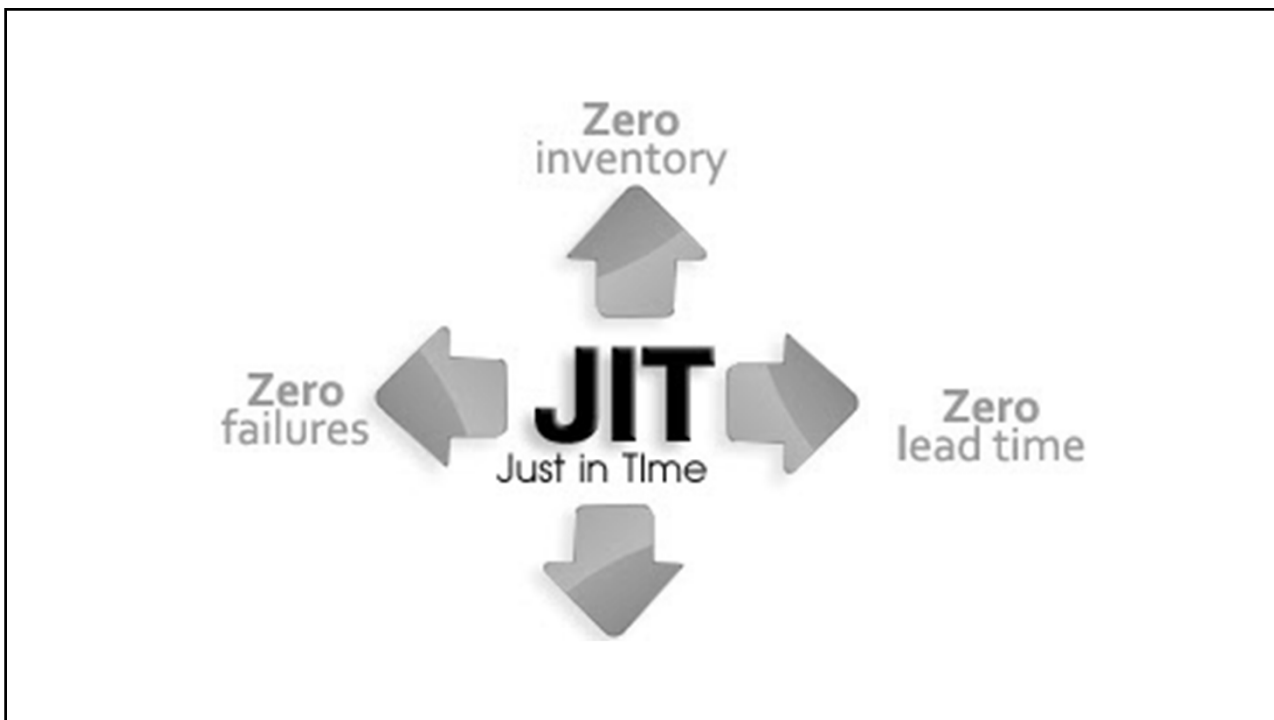 Zero
inventory
Zero
failures
JIT
Just in TIme
Zero
lead time